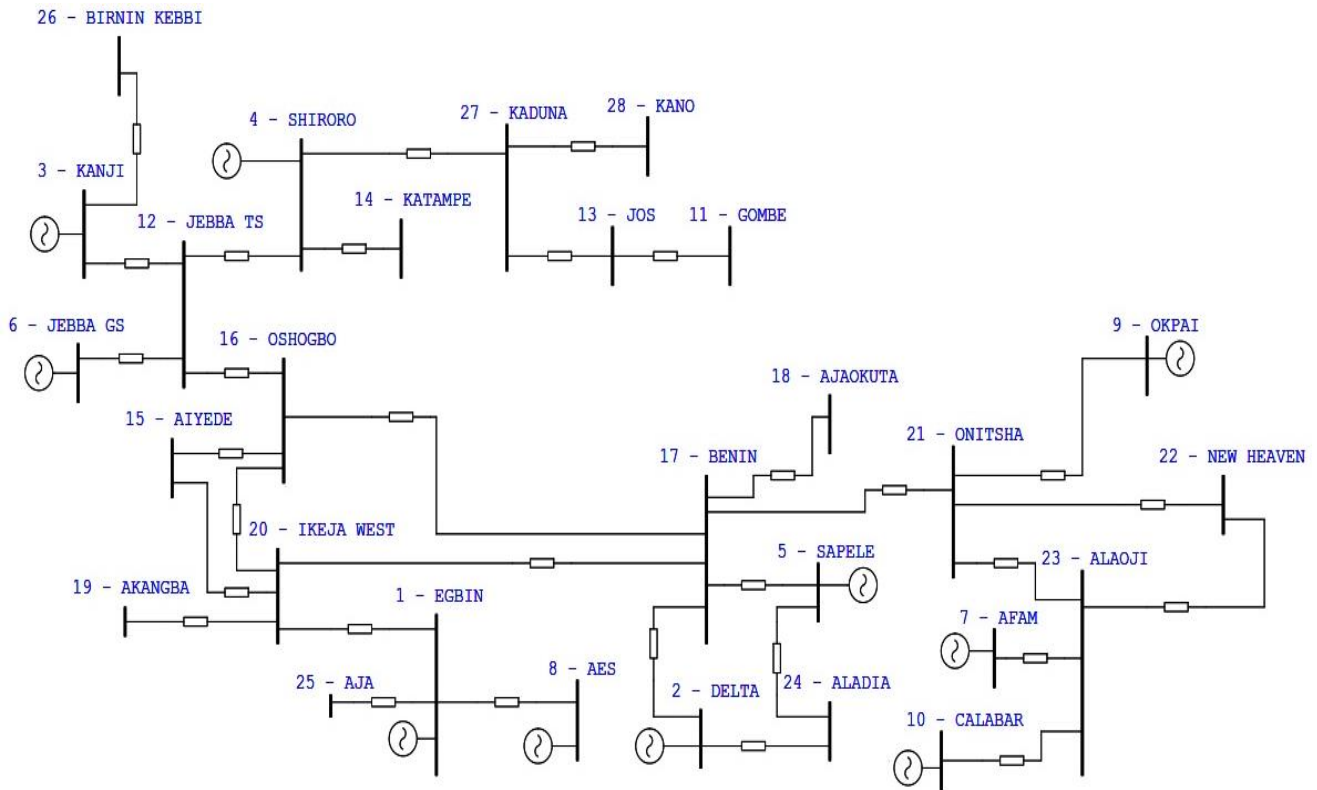 26 - BIRNIN KEBBI
4 - SHIRORO
27 - KADUNA
28 - KANO
3 - KANJI
14 - KATAMPE
12 - JEBBA TS
13 - JOS
11 - GOMBE
6 - JEBBA GS
16 - OSHOGBO
9 - OKPAI
18 - AJAOKUTA
15 - AIYEDE
21 - ONITSHA
17 - BENIN
22 - NEW HEAVEN
20 - IKEJA WEST
5 - SAPELE
23 - ALAOJI
19 - AKANGBA
1 - EGBIN
7 - AFAM
8 - AES
25 - AJA
2 - DELTA
24 - ALADIA
10 - CALABAR